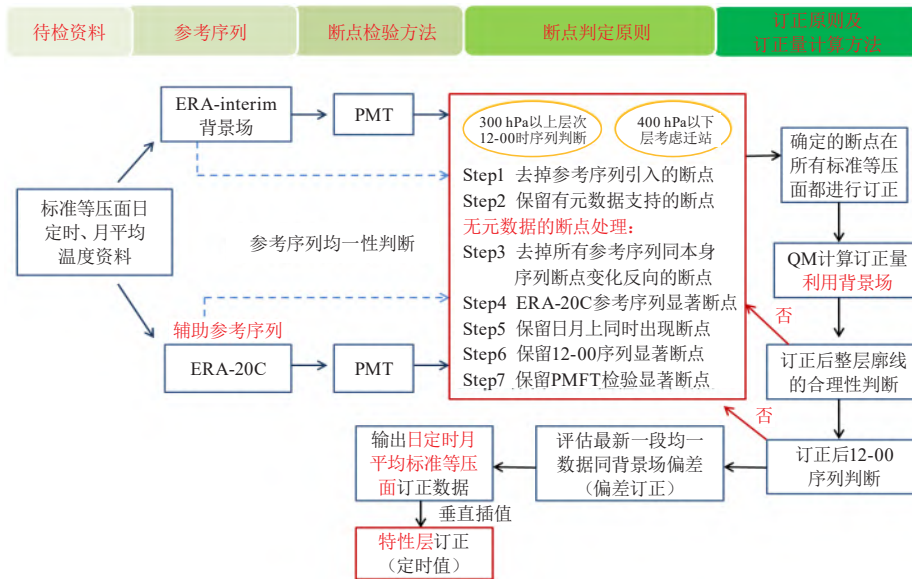 待检资料
参考序列
断点检验方法
断点判定原则
订正原则及
订正量计算方法
ERA-interim
背景场
PMT
300 hPa以上层次
12-00时序列判断
400 hPa以下
层考虑迁站
Step1 去掉参考序列引入的断点
Step2 保留有元数据支持的断点
无元数据的断点处理:
Step3 去掉所有参考序列同本身
序列断点变化反向的断点
Step4 ERA-20C参考序列显著断点
Step5 保留日月上同时出现断点
Step6 保留12-00序列显著断点
Step7 保留PMFT检验显著断点
标准等压面日
定时、月平均
温度资料
参考序列均一性判断
辅助参考序列
ERA-20C
PMT
确定的断点在
所有标准等压
面都进行订正
QM计算订正量
利用背景场
否
订正后整层廓线
的合理性判断
否
订正后12-00
序列判断
评估最新一段均一
数据同背景场偏差
(偏差订正)
输出日定时月
平均标准等压
面订正数据
垂直插值
特性层订正
(定时值)